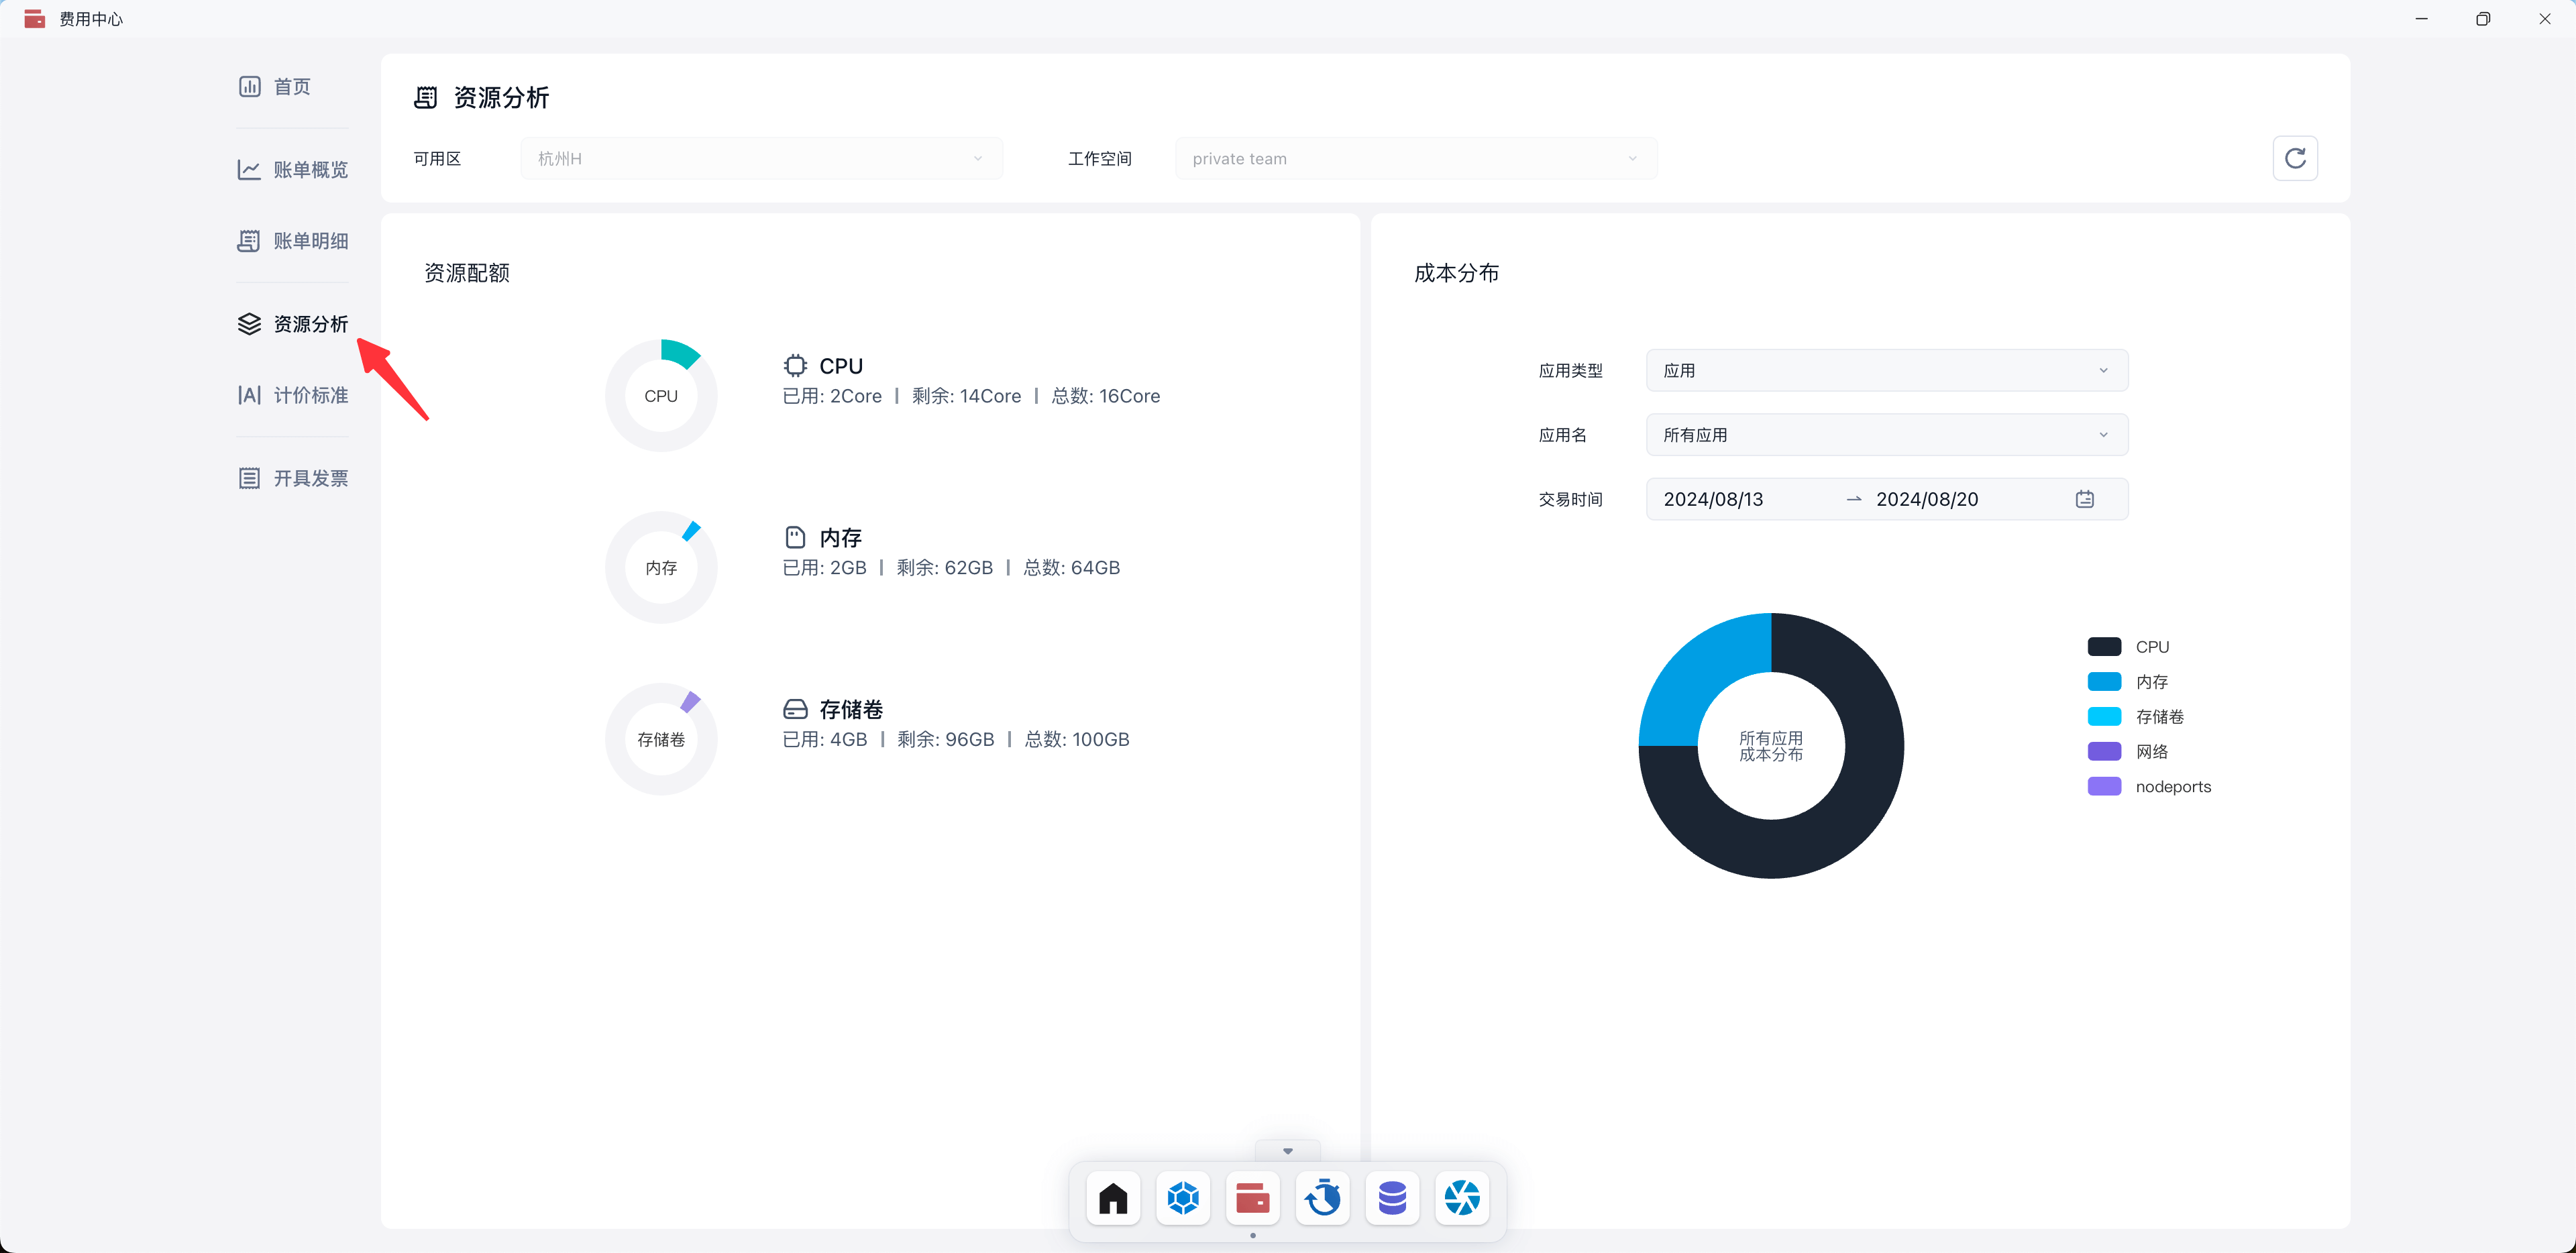 费用中心
首页
账单概览
账单明细
资源分析
计价标准
开具发票
资源分析
可用区
杭州H
工作空间
private team
资源配额
CPU
CPU
已用: 2Core | 剩余: 14Core | 总数: 16Core
内存
内存
已用: 2GB | 剩余: 62GB | 总数: 64GB
存储卷
存储卷
已用: 4GB | 剩余: 96GB | 总数: 100GB
成本分布
应用类型
应用
应用名
所有应用
交易时间
2024/08/13 → 2024/08/20
所有应用
成本分布
CPU
内存
存储卷
网络
nodeports